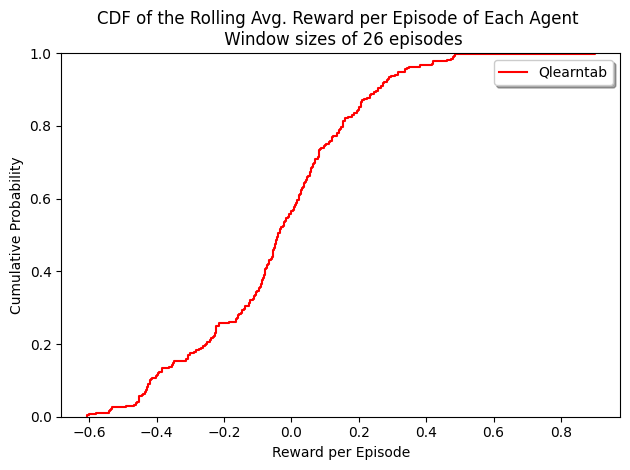 CDF of the Rolling Avg. Reward per Episode of Each Agent
Window sizes of 26 episodes
Qlearntab
Cumulative Probability
1.0
0.8
0.6
0.4
0.2
0.0
−0.6 −0.4 −0.2 0.0 0.2 0.4 0.6 0.8
Reward per Episode